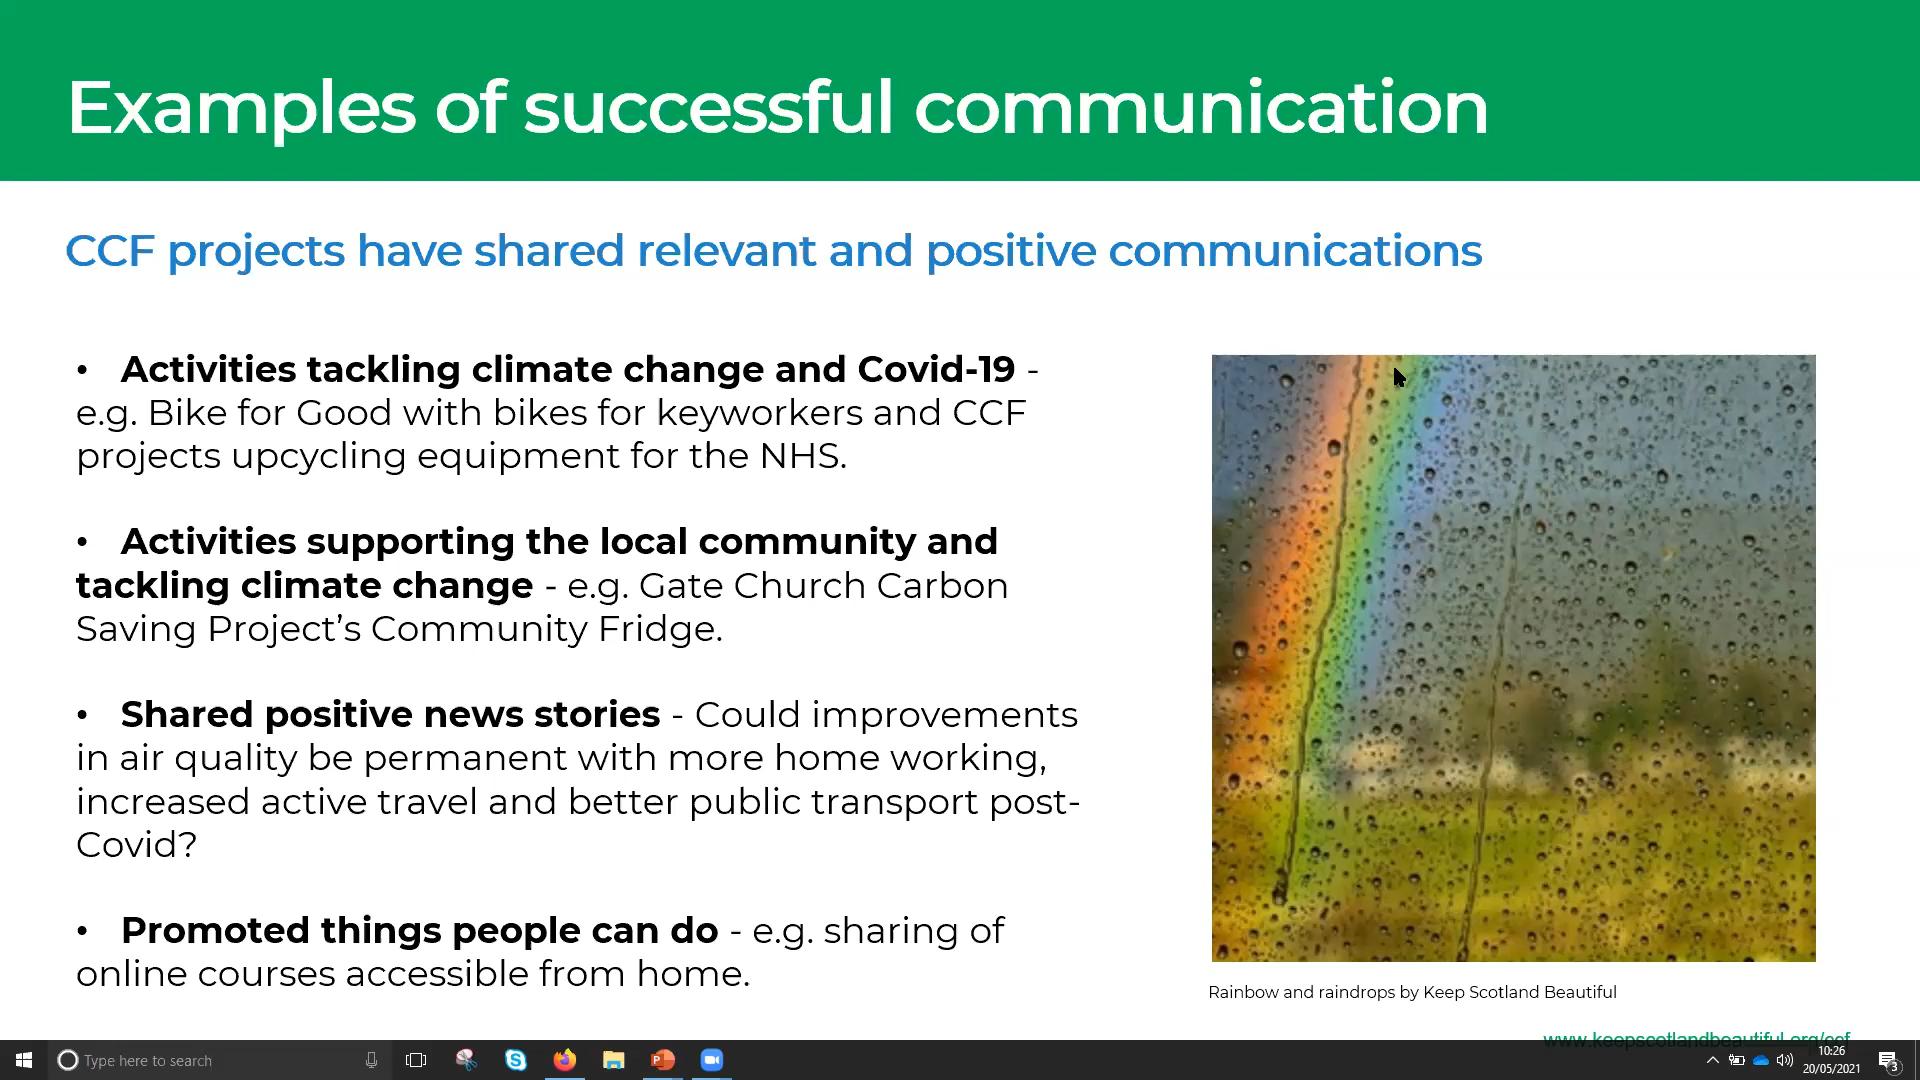 Examples of successful communication
CCF projects have shared relevant and positive communications
• Activities tackling climate change and Covid-19 -
e.g. Bike for Good with bikes for keyworkers and CCF
projects upcycling equipment for the NHS.
• Activities supporting the local community and
tackling climate change - e.g. Gate Church Carbon
Saving Project’s Community Fridge.
• Shared positive news stories - Could improvements
in air quality be permanent with more home working,
increased active travel and better public transport post-
Covid?
• Promoted things people can do - e.g. sharing of
online courses accessible from home.
Rainbow and raindrops by Keep Scotland Beautiful
www.keepscotlandbeautiful.org/ccf
Type here to search
10:26
20/05/2021
3